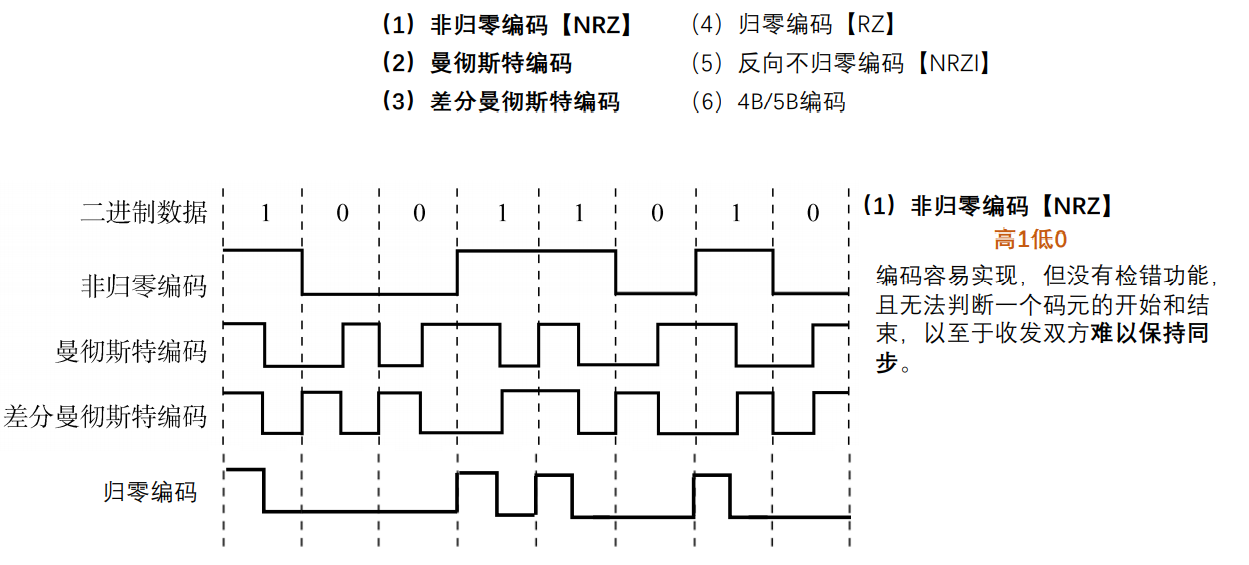 (1) 非归零编码【NRZ】 (4) 归零编码【RZ】
(2) 曼彻斯特编码 (5) 反向不归零编码【NRZI】
(3) 差分曼彻斯特编码 (6) 4B/5B编码
二进制数据 1 0 0 1 1 0 1 0
非归零编码
曼彻斯特编码
差分曼彻斯特编码
归零编码
(1) 非归零编码【NRZ】
高1低0
编码容易实现，但没有检错功能，
且无法判断一个码元的开始和结
束，以至于收发双方难以保持同
步。